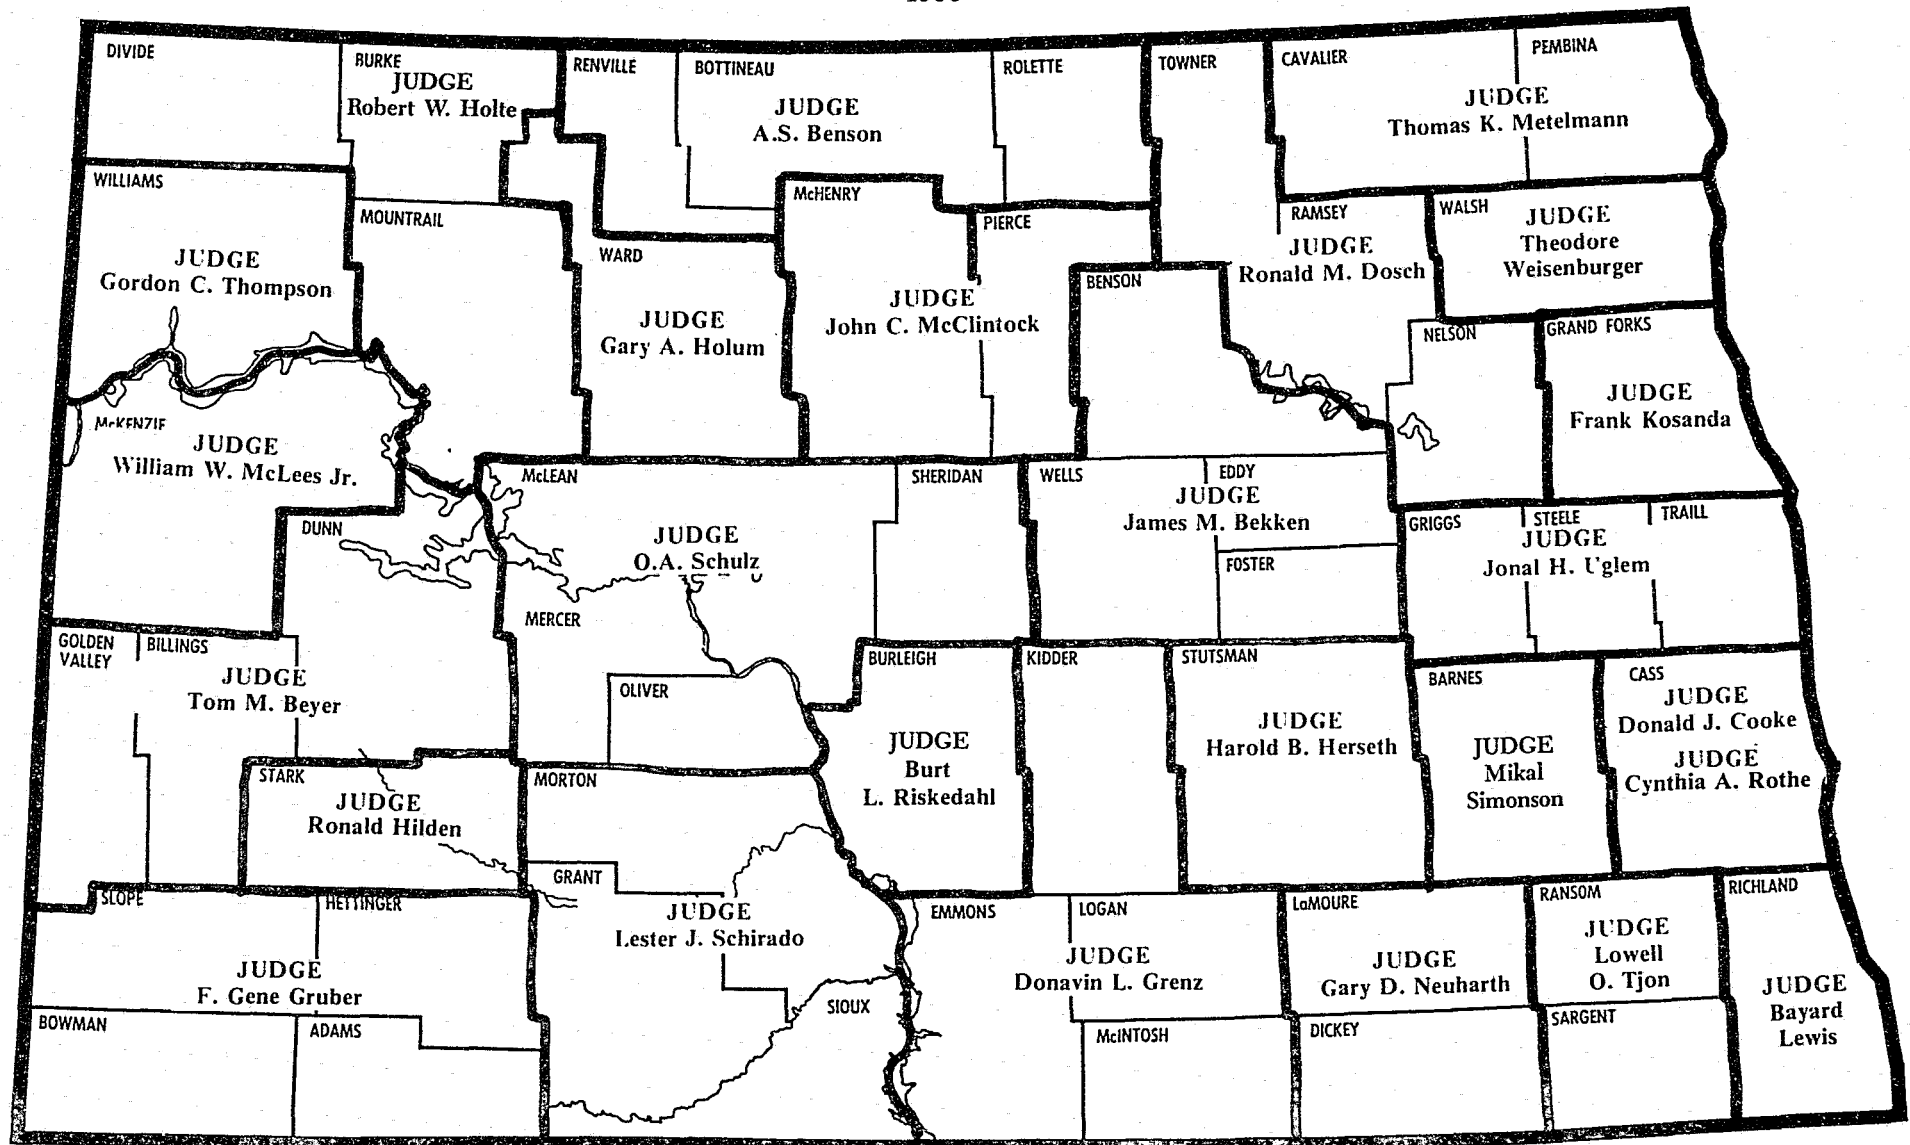 DIVIDE
BURKE
JUDGE
Robert W. Holte
RENVILLE
BOTTINEAU
JUDGE
A.S. Benson
ROLETTE
TOWNER
CAVALIER
PEMBINA
JUDGE
Thomas K. Metelmann
WILLIAMS
JUDGE
Gordon C. Thompson
MOUNTRAIL
WARD
JUDGE
Gary A. Holum
McHENRY
PIERCE
JUDGE
John C. McClintock
BENSON
RAMSEY
JUDGE
Ronald M. Dosch
WALSH
JUDGE
Theodore
Weisenburger
NELSON
GRAND FORKS
JUDGE
Frank Kosanda
McKENZIE
JUDGE
William W. McLees Jr.
DUNN
McLEAN
SHERIDAN
JUDGE
O.A. Schulz
MERCER
OLIVER
WELLS
EDDY
JUDGE
James M. Bekken
FOSTER
GRIGGS
STEELE
TRAILL
JUDGE
Jonal H. Uglem
GOLDEN
VALLEY
BILLINGS
JUDGE
Tom M. Beyer
STARK
JUDGE
Ronald Hilden
MORTON
GRANT
JUDGE
Lester J. Schirado
SIOUX
BURLEIGH
JUDGE
Burt
L. Riskedahl
KIDDER
STUTSMAN
JUDGE
Harold B. Herseth
BARNES
JUDGE
Mikal
Simonson
CASS
JUDGE
Donald J. Cooke
JUDGE
Cynthia A. Rothe
SLOPE
HETTINGER
JUDGE
F. Gene Gruber
BOWMAN
ADAMS
EMMONS
LOGAN
JUDGE
Donavin L. Grenz
McINTOSH
LaMOURE
JUDGE
Gary D. Neuharth
DICKEY
RANSOM
JUDGE
Lowell
O. Tjon
SARGENT
RICHLAND
JUDGE
Bayard
Lewis